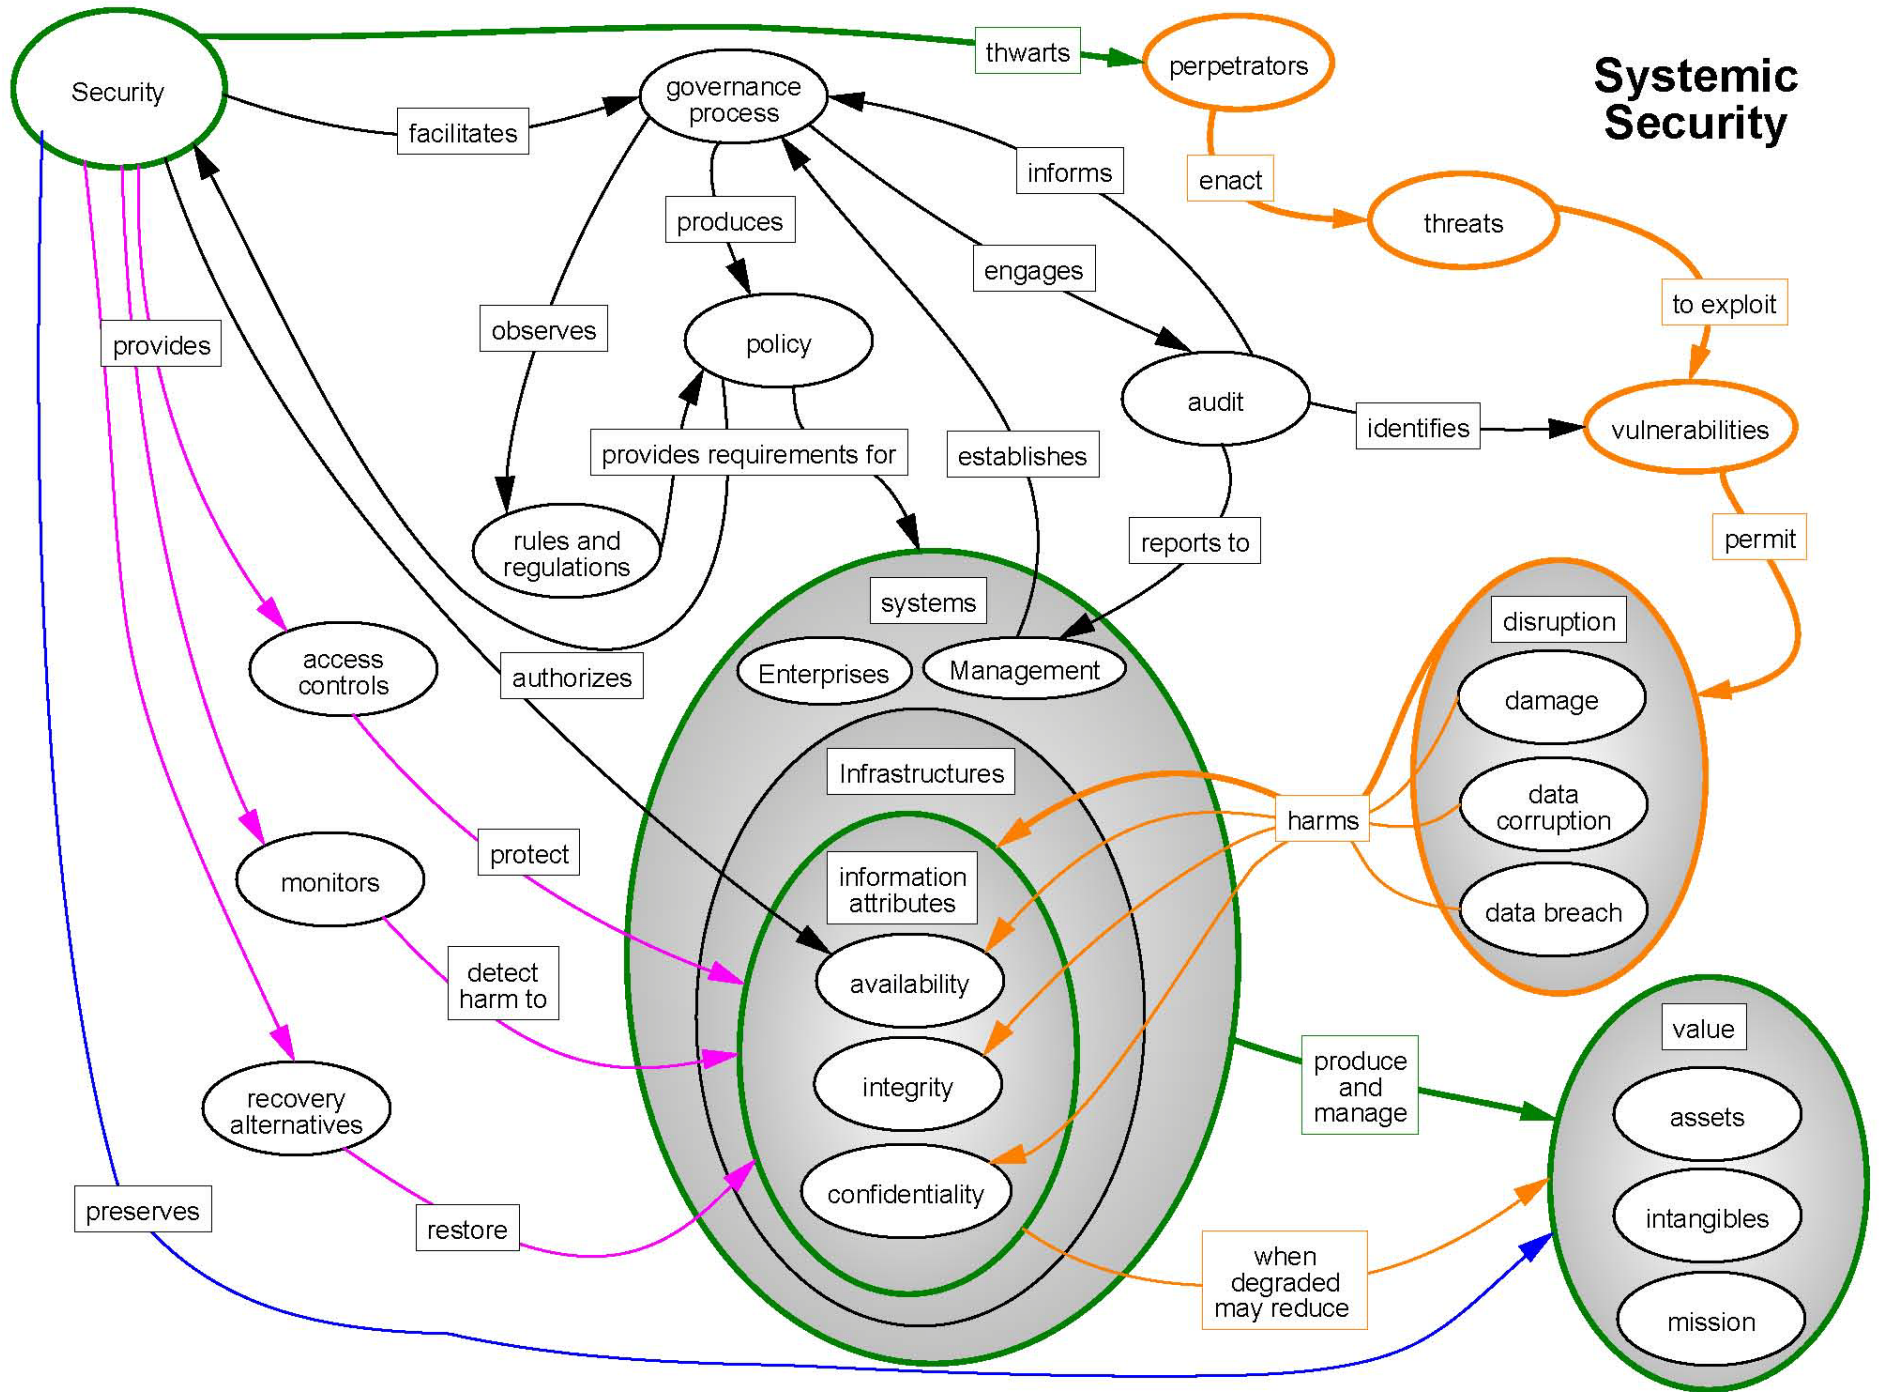 Systemic
Security
Security
thwarts
perpetrators
governance
process
facilitates
informs
enact
threats
produces
engages
to exploit
observes
provides
policy
audit
identifies
vulnerabilities
provides requirements for
establishes
reports to
permit
rules and
regulations
systems
disruption
access
controls
authorizes
Enterprises
Management
damage
Infrastructures
harms
data
corruption
protect
monitors
information
attributes
data breach
detect
harm to
availability
value
integrity
produce
and
manage
recovery
alternatives
assets
confidentiality
preserves
restore
intangibles
when
degraded
may reduce
mission